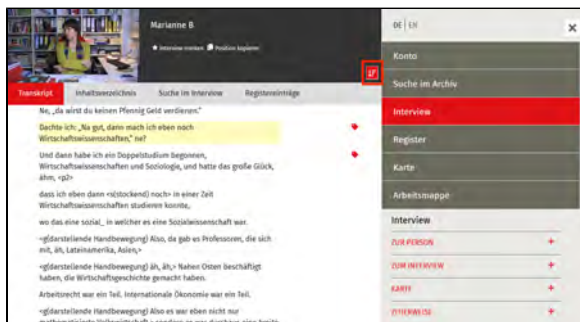 Marianne B.
Interview merken Position kopieren
Transkript Inhaltsverzeichnis Suche im Interview Registereinträge
Ne, „da wirst du keinen Pfennig Geld verdienen."
Dachte ich: „Na gut, dann mach ich eben noch
Wirtschaftswissenschaften," ne?
Und dann habe ich ein Doppelstudium begonnen,
Wirtschaftswissenschaften und Soziologie, und hatte das große Glück,
ähm, <p2>
dass ich eben dann <s(stockend) noch> in einer Zeit
Wirtschaftswissenschaften studieren konnte,
wo das eine sozial_ in welcher es eine Sozialwissenschaft war.
<g(darstellende Handbewegung) Also, da gab es Professoren, die sich
mit, äh, Lateinamerika, Asien,>
<g(darstellende Handbewegung) äh, äh,> Nahen Osten beschäftigt
haben, die Wirtschaftsgeschichte gemacht haben.
Arbeitsrecht war ein Teil. Internationale Ökonomie war ein Teil.
<g(darstellende Handbewegung) Also es war eben nicht nur
DE | EN
Konto
Suche im Archiv
Interview
Register
Karte
Arbeitsmappe
Interview
ZUR PERSON +
ZUM INTERVIEW +
KARTE +
ZITIERWEISE +